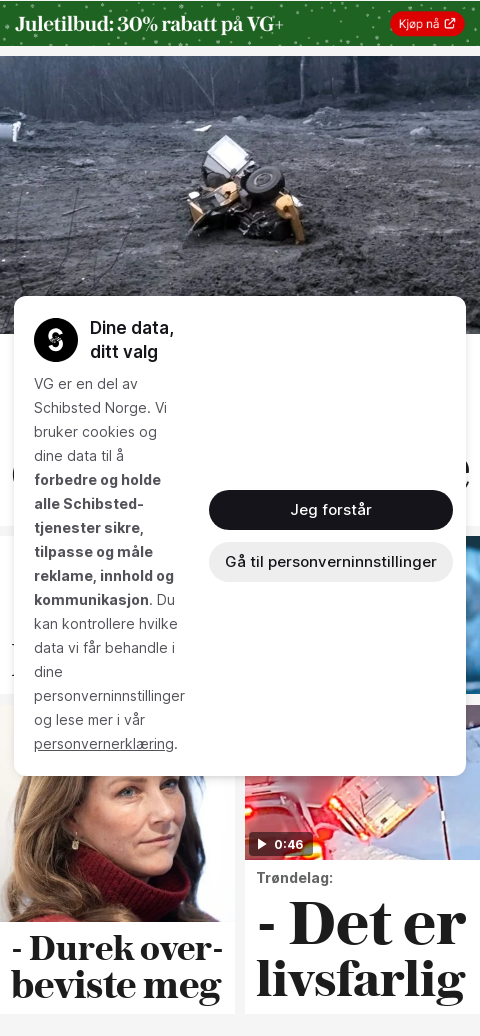 Juletilbud: 30% rabatt på VG+
Kjøp nå
Dine data,
ditt valg
VG er en del av
Schibsted Norge. Vi
bruker cookies og
dine data til å
forbedre og holde
alle Schibsted-
tjenester sikre,
tilpasse og måle
reklame, innhold og
kommunikasjon. Du
kan kontrollere hvilke
data vi får behandle i
dine
personverninnstillinger
og lese mer i vår
personvernerklæring.
Jeg forstår
Gå til personverninnstillinger
- Durek over-
beviste meg
0:46
Trøndelag:
- Det er
livsfarlig